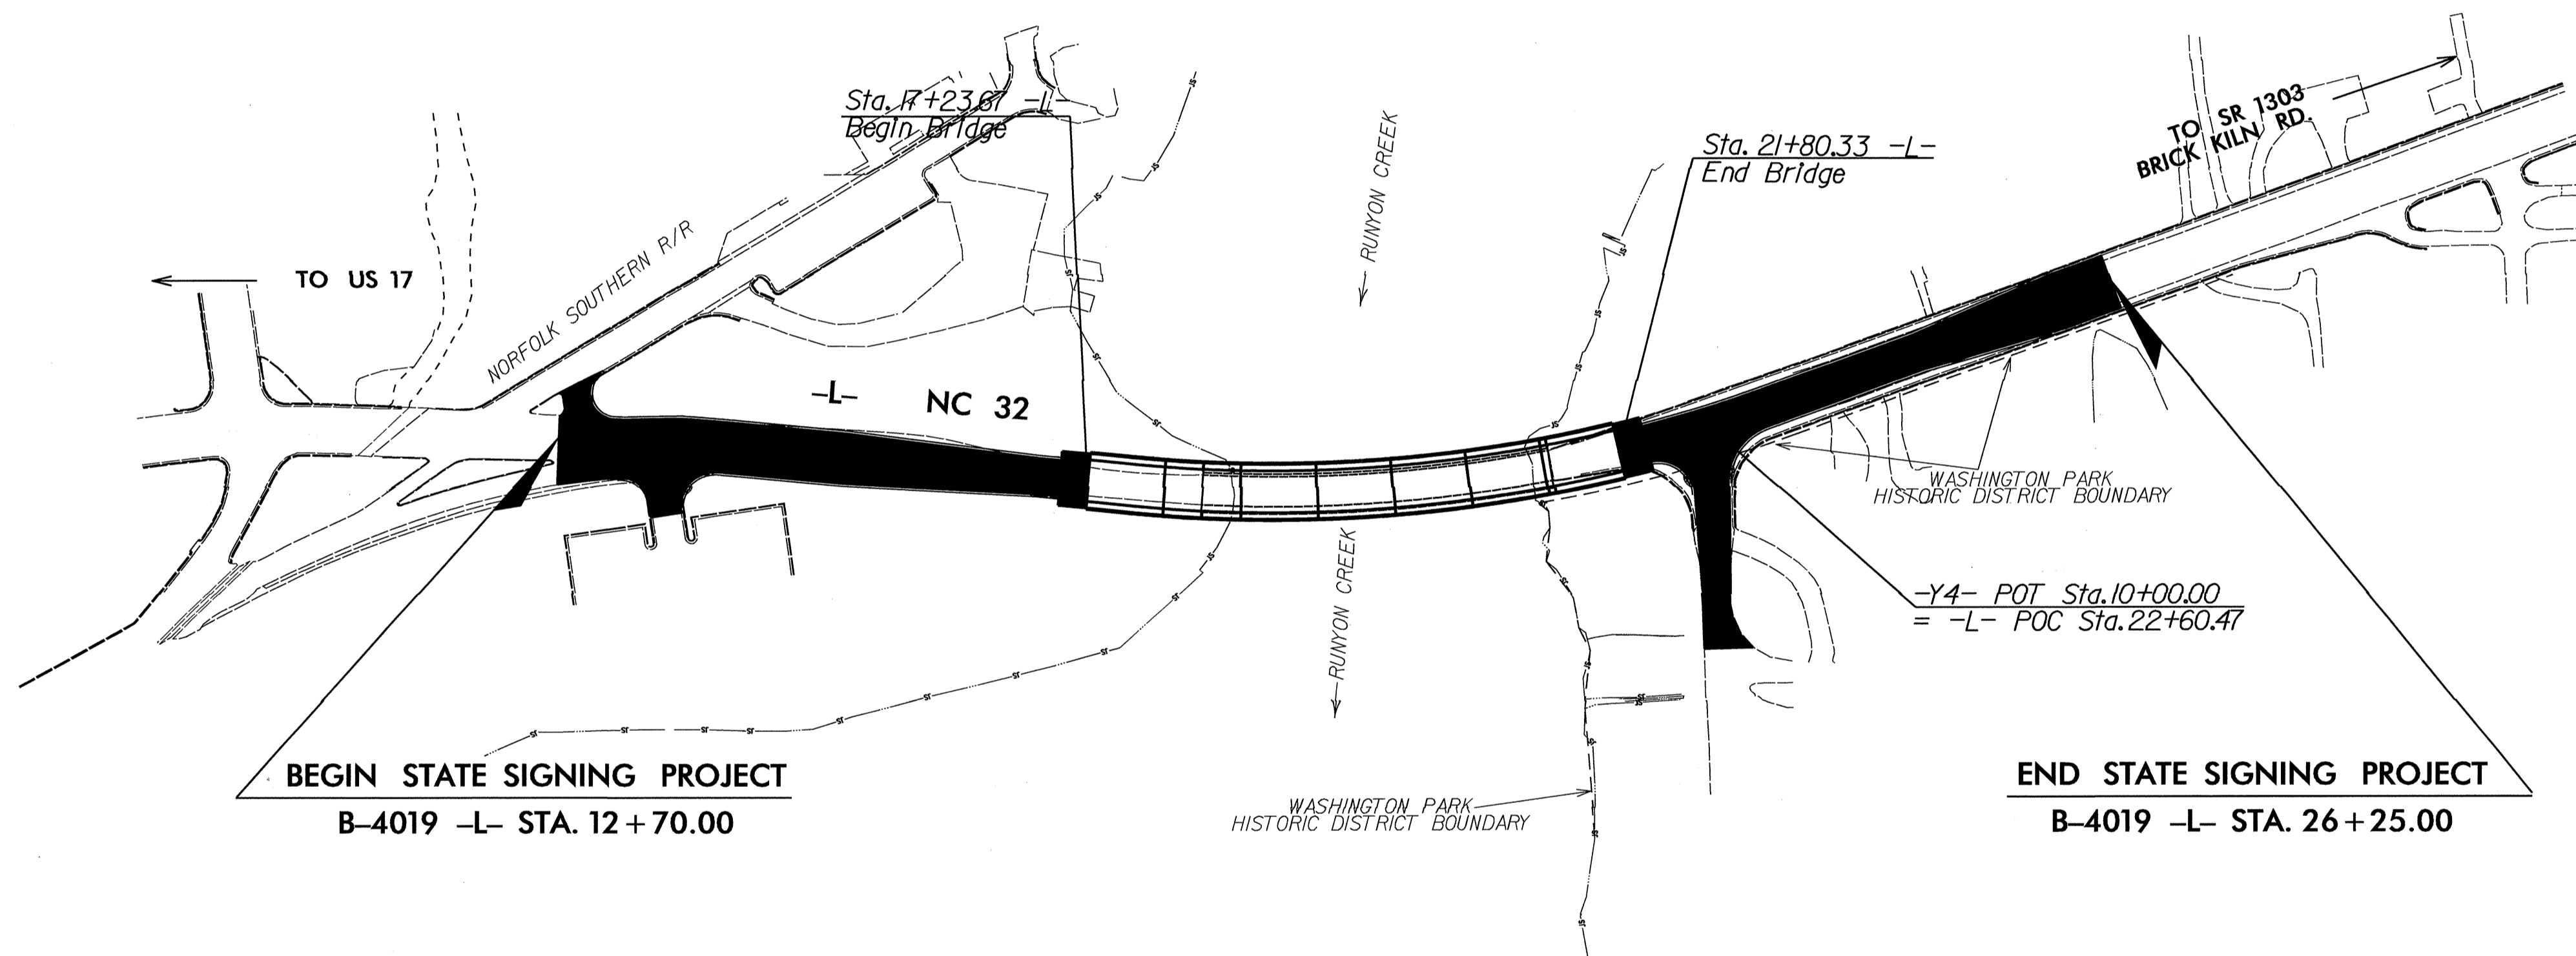 Sta. 17+23.67 -L-
Begin Bridge
RUNYON CREEK
Sta. 21+80.33 -L-
End Bridge
TO SR 1303
BRICK KILN RD.
TO US 17
NORFOLK SOUTHERN R/R
-L- NC 32
WASHINGTON PARK
HISTORIC DISTRICT BOUNDARY
RUNYON CREEK
-Y4- POT Sta.10+00.00
= -L- POC Sta.22+60.47
BEGIN STATE SIGNING PROJECT
B-4019 -L- STA. 12+70.00
WASHINGTON PARK
HISTORIC DISTRICT BOUNDARY
END STATE SIGNING PROJECT
B-4019 -L- STA. 26+25.00